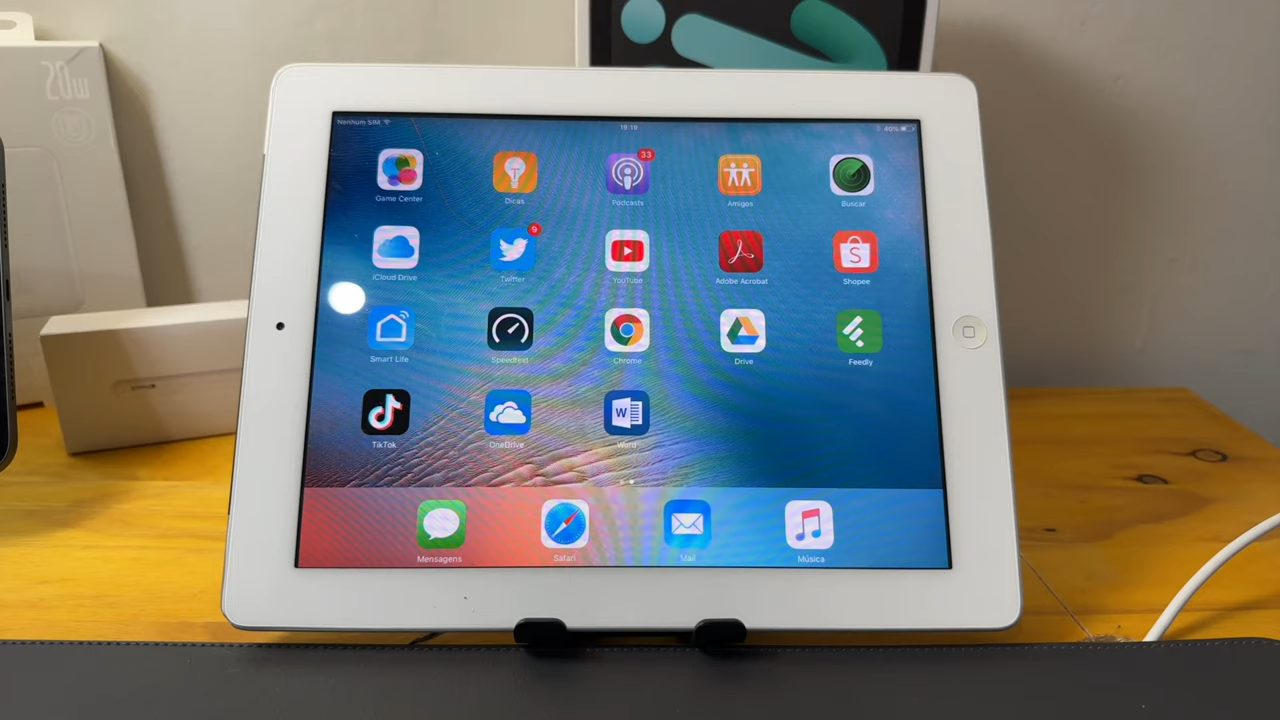 20W
Nenhum SIM
19:19
40%
33
Game Center
Dicas
Podcasts
Amigos
Buscar
9
iCloud Drive
Twitter
YouTube
Adobe Acrobat
Shopee
Smart Life
Speedtest
Chrome
Drive
Feedly
W
TikTok
OneDrive
Word
Mensagens
Safari
Mail
Música